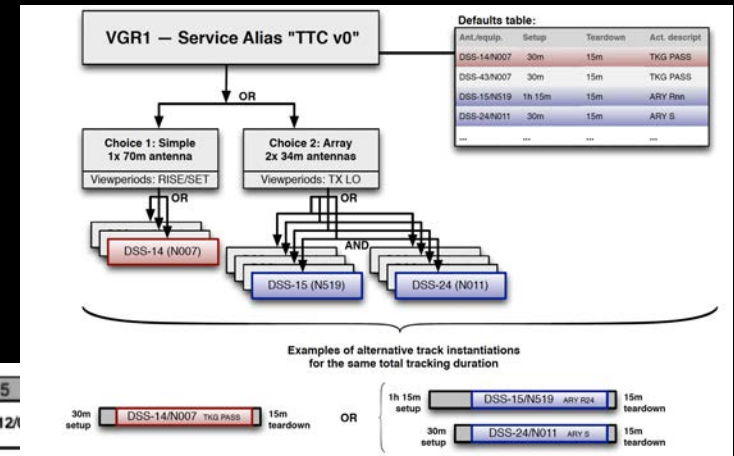 VGR1 — Service Alias "TTC v0"
Defaults table:
Ant./equip. Setup Teardown Act. descript
DSS-14/N007 30m 15m TKG PASS
DSS-43/N007 30m 15m TKG PASS
DSS-15/N519 1h 15m 15m ARY Rnn
DSS-24/N011 30m 15m ARY S
... ... ... ...
OR
Choice 1: Simple
1x 70m antenna
Viewperiods: RISE/SET
Choice 2: Array
2x 34m antennas
Viewperiods: TX LO
OR
OR
AND
DSS-14 (N007)
DSS-15 (N519)
DSS-24 (N011)
Examples of alternative track instantiations
for the same total tracking duration
5
12/
30m
setup
DSS-14/N007 TKG PASS
15m
teardown
OR
1h 15m
setup
DSS-15/N519 ARY R24
15m
teardown
30m
setup
DSS-24/N011 ARY S
15m
teardown